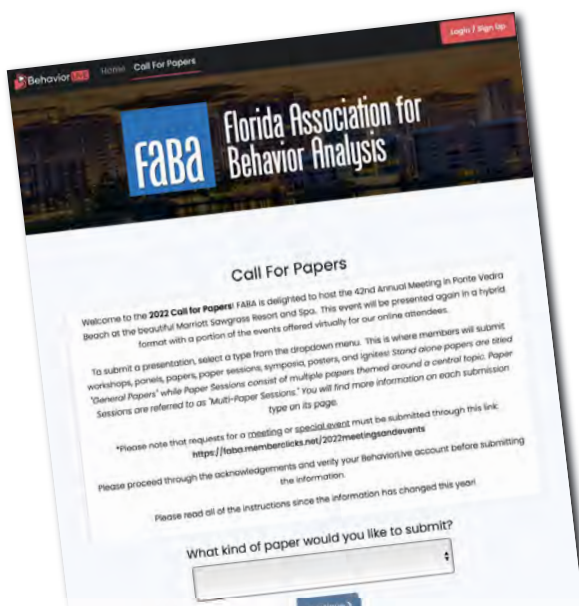 BehaviorLIVE Home Call For Papers Login / Sign Up
FABA Florida Association for
Behavior Analysis
Call For Papers
Welcome to the 2022 Call for Papers! FABA is delighted to host the 42nd Annual Meeting in Ponte Vedra
Beach at the beautiful Marriott Sawgrass Resort and Spa. This event will be presented again in a hybrid
format with a portion of the events offered virtually for our online attendees.
To submit a presentation, select a type from the dropdown menu. This is where members will submit
workshops, panels, papers, paper sessions, symposia, posters, and ignites! Stand alone papers are titled
"General Papers" while Paper Sessions consist of multiple papers themed around a central topic. Paper
Sessions are referred to as "Multi-Paper Sessions." You will find more information on each submission
type on its page.
*Please note that requests for a meeting or special event must be submitted through this link:
https://faba.memberclicks.net/2022meetingsandevents
Please proceed through the acknowledgements and verify your BehaviorLive account before submitting
the information.
Please read all of the instructions since the information has changed this year!
What kind of paper would you like to submit?